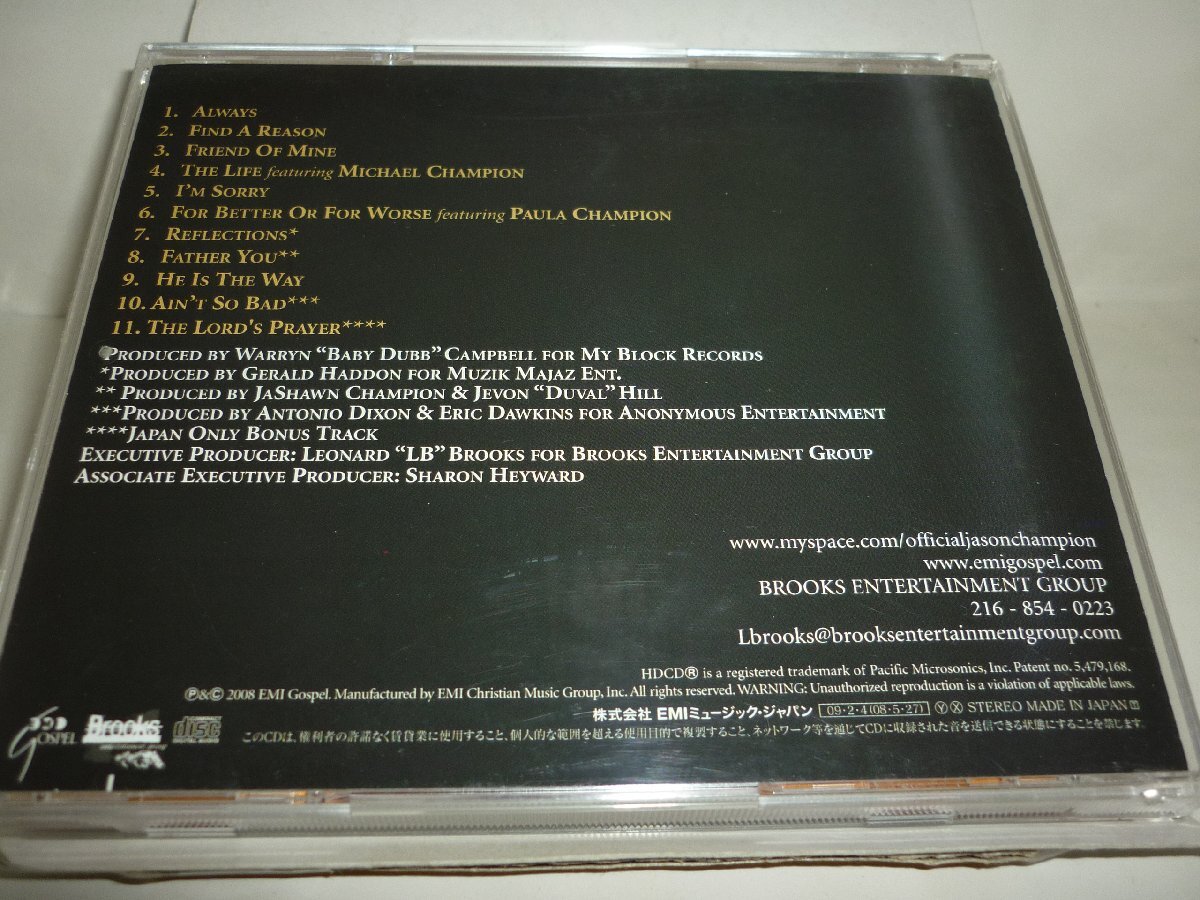 1. ALWAYS
2. FIND A REASON
3. FRIEND OF MINE
4. THE LIFE featuring MICHAEL CHAMPION
5. I'M SORRY
6. FOR BETTER OR FOR WORSE featuring PAULA CHAMPION
7. REFLECTIONS*
8. FATHER YOU**
9. HE IS THE WAY
10. AIN'T SO BAD***
11. THE LORD'S PRAYER****
PRODUCED BY WARRYN "BABY DUBB" CAMPBELL FOR MY BLOCK RECORDS
*PRODUCED BY GERALD HADDON FOR MUZIK MAJAZ ENT.
** PRODUCED BY JASHAWN CHAMPION & JEVON "DUVAL" HILL
***PRODUCED BY ANTONIO DIXON & ERIC DAWKINS FOR ANONYMOUS ENTERTAINMENT
****JAPAN ONLY BONUS TRACK
EXECUTIVE PRODUCER: LEONARD "LB" BROOKS FOR BROOKS ENTERTAINMENT GROUP
ASSOCIATE EXECUTIVE PRODUCER: SHARON HEYWARD
www.myspace.com/officialjasonchampion
www.emigospel.com
BROOKS ENTERTAINMENT GROUP
216 - 854 - 0223
Lbrooks@brooksentertainmentgroup.com
HDCD® is a registered trademark of Pacific Microsonics, Inc. Patent no. 5,479,168.
℗&© 2008 EMI Gospel. Manufactured by EMI Christian Music Group, Inc. All rights reserved. WARNING: Unauthorized reproduction is a violation of applicable laws.
株式会社 EMIミュージック・ジャパン 09・2・4(08・5・27) Ⓨ Ⓧ STEREO MADE IN JAPAN
GOSPEL Brooks COMPACT disc DIGITAL AUDIO このCDは、権利者の許諾なく賃貸業に使用すること、個人的な範囲を超える使用目的で複製すること、ネットワーク等を通じてCDに収録された音を送信できる状態にすることを禁じます。